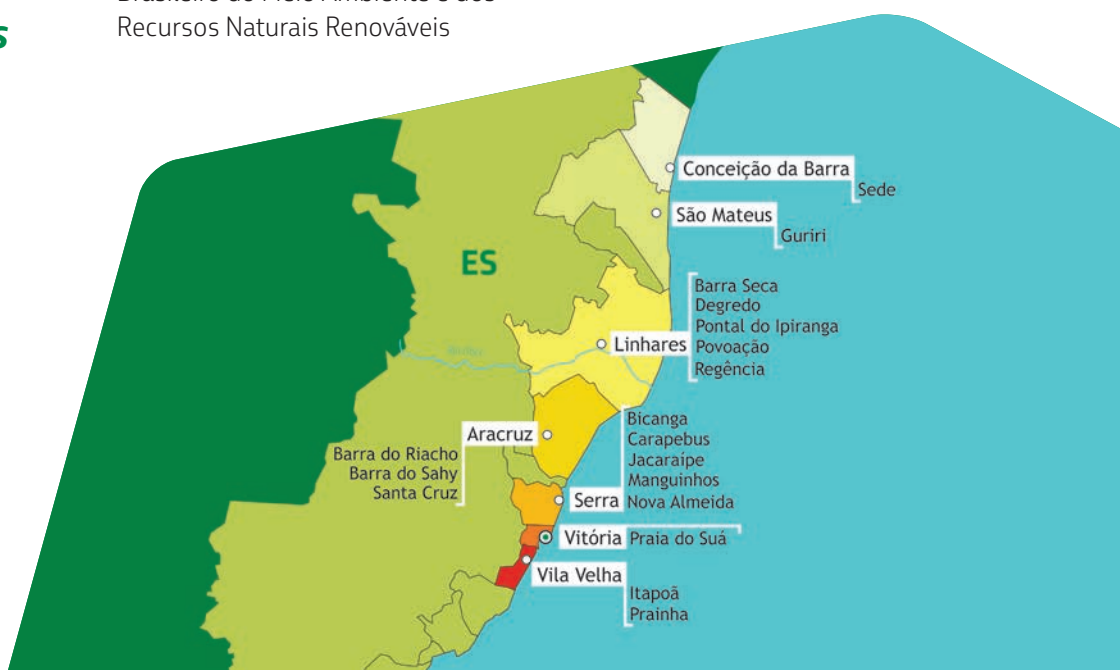 Recursos Naturais Renováveis
Conceição da Barra
Sede
São Mateus
Guriri
ES
Linhares
Barra Seca
Degredo
Pontal do Ipiranga
Povoação
Regência
Aracruz
Barra do Riacho
Barra do Sahy
Santa Cruz
Serra
Bicanga
Carapebus
Jacaraípe
Manguinhos
Nova Almeida
Vitória
Praia do Suá
Vila Velha
Itapoã
Prainha